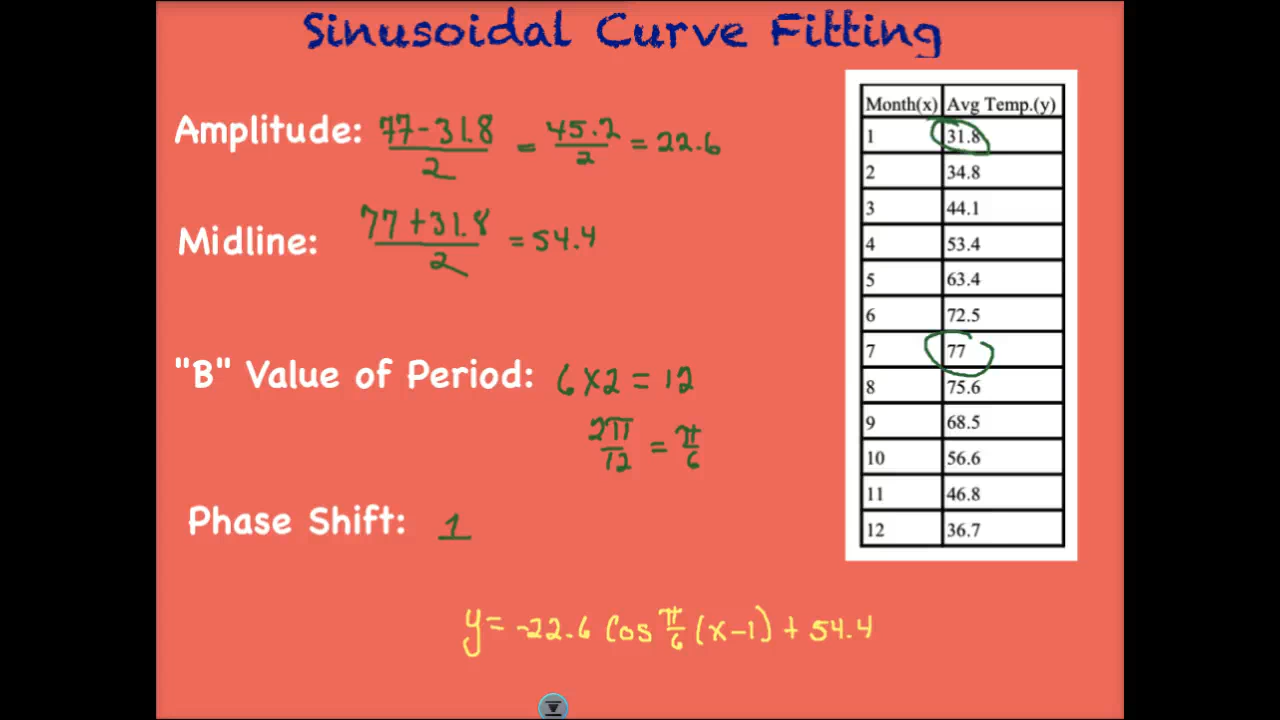 Sinusoidal Curve Fitting
Amplitude: 77-31.8/2 = 45.2/2 = 22.6
Midline: 77+31.8/2 = 54.4
"B" Value of Period: 6x2=12
2π/12 = π/6
Phase Shift: 1
y= -22.6 cos π/6 (x-1) + 54.4
Month(x) Avg Temp.(y)
1 31.8
2 34.8
3 44.1
4 53.4
5 63.4
6 72.5
7 77
8 75.6
9 68.5
10 56.6
11 46.8
12 36.7